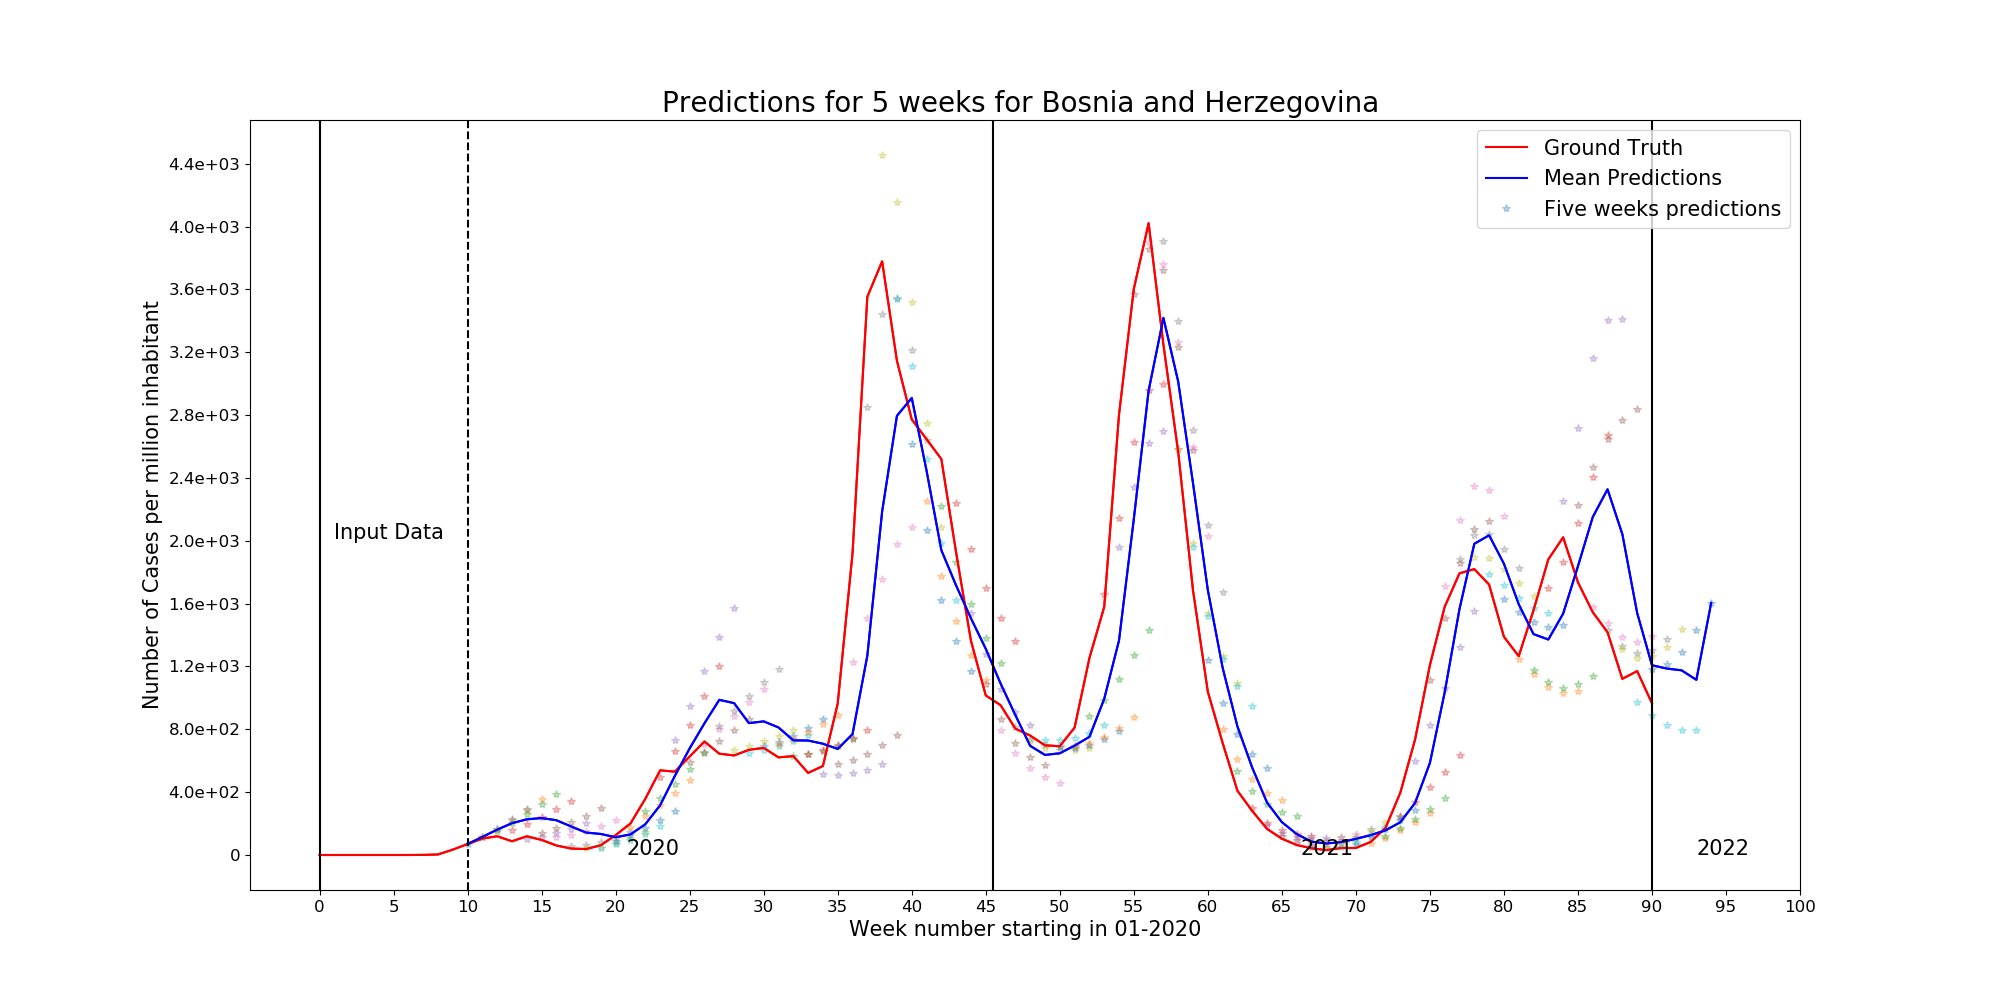 Predictions for 5 weeks for Bosnia and Herzegovina
Number of Cases per million inhabitant
4.4e+03
4.0e+03
3.6e+03
3.2e+03
2.8e+03
2.4e+03
2.0e+03
1.6e+03
1.2e+03
8.0e+02
4.0e+02
0
Ground Truth
Mean Predictions
Five weeks predictions
Input Data
2020
2021
2022
0 5 10 15 20 25 30 35 40 45 50 55 60 65 70 75 80 85 90 95 100
Week number starting in 01-2020